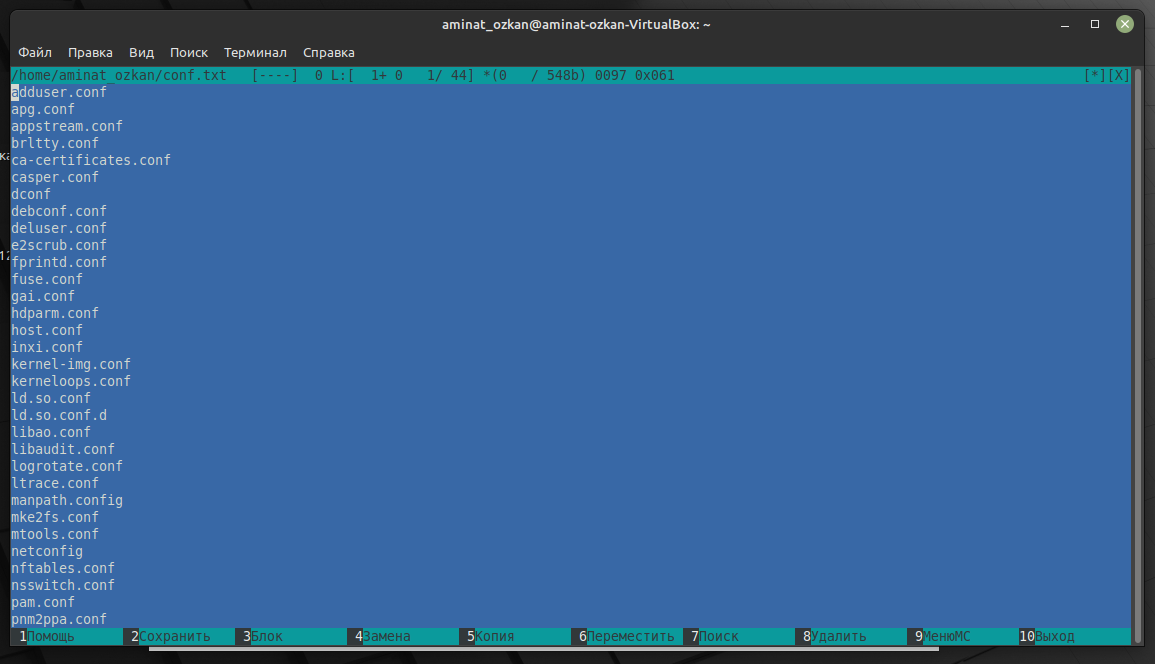 aminat_ozkan@aminat-ozkan-VirtualBox: ~
Файл Правка Вид Поиск Терминал Справка
/home/aminat_ozkan/conf.txt [----] 0 L:[ 1+ 0 1/ 44] *(0 / 548b) 0097 0x061 [*][X]
adduser.conf
apg.conf
appstream.conf
brltty.conf
ca-certificates.conf
casper.conf
dconf
debconf.conf
deluser.conf
e2scrub.conf
fprintd.conf
fuse.conf
gai.conf
hdparm.conf
host.conf
inxi.conf
kernel-img.conf
kerneloops.conf
ld.so.conf
ld.so.conf.d
libao.conf
libaudit.conf
logrotate.conf
ltrace.conf
manpath.config
mke2fs.conf
mtools.conf
netconfig
nftables.conf
nsswitch.conf
pam.conf
pnm2ppa.conf
1Помощь 2Сохранить 3Блок 4Замена 5Копия 6Переместить 7Поиск 8Удалить 9МенюMC 10Выход